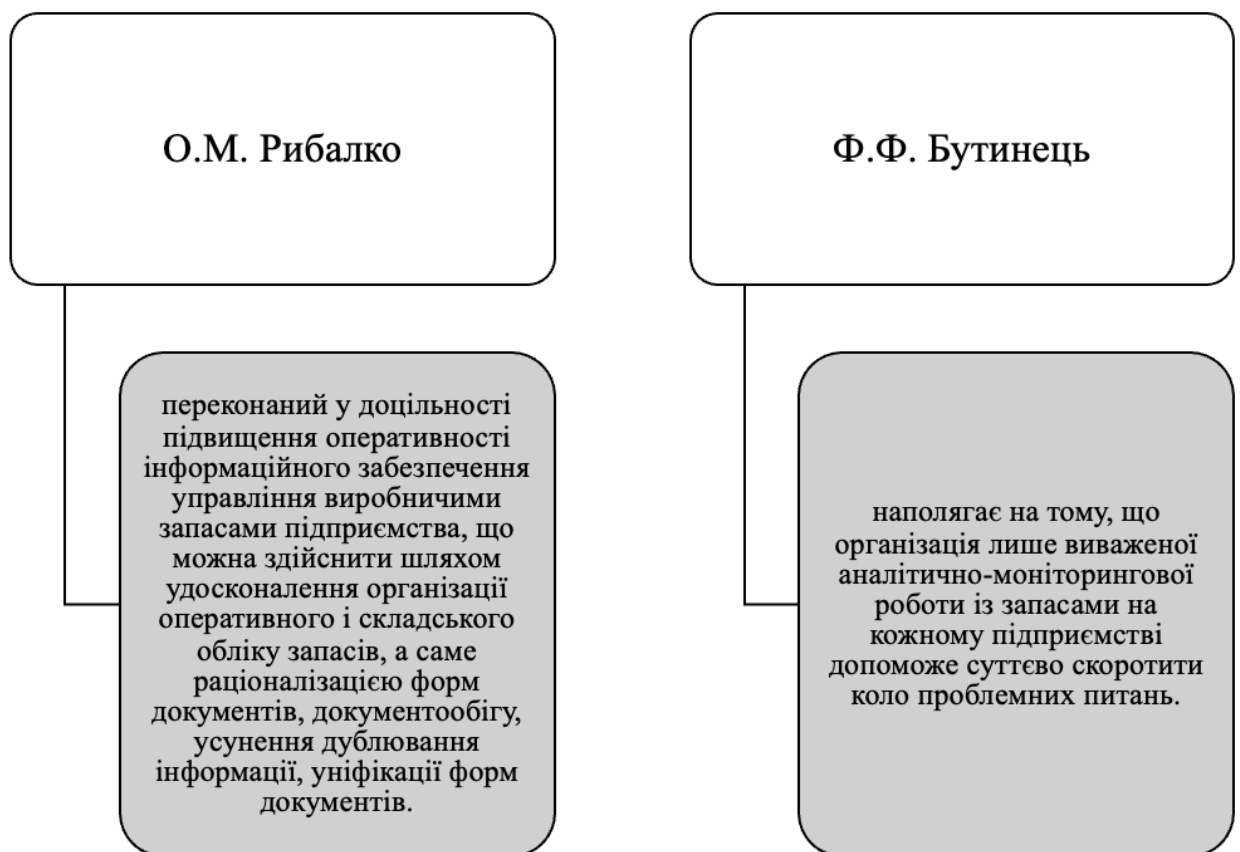 О.М. Рибалко
переконаний у доцільності
підвищення оперативності
інформаційного забезпечення
управління виробничими
запасами підприємства, що
можна здійснити шляхом
удосконалення організації
оперативного і складського
обліку запасів, а саме
раціоналізацією форм
документів, документообігу,
усунення дублювання
інформації, уніфікації форм
документів.
Ф.Ф. Бутинець
наполягає на тому, що
організація лише виваженої
аналітично-моніторингової
роботи із запасами на
кожному підприємстві
допоможе суттєво скоротити
коло проблемних питань.